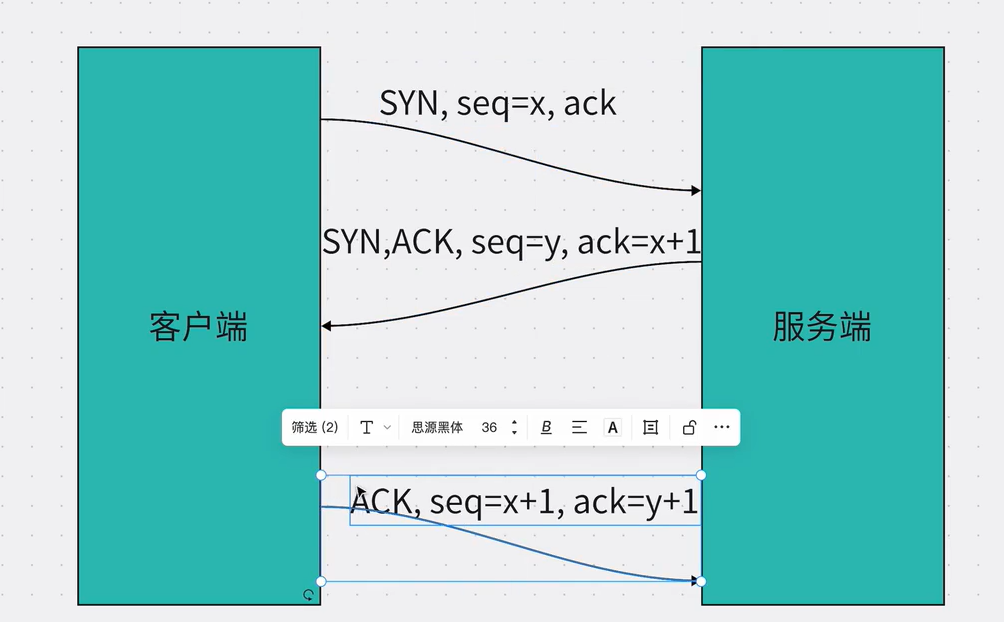 SYN, seq=x, ack
SYN,ACK, seq=y, ack=x+1
客户端
服务端
筛选 (2) T 思源黑体 36 B A
ACK, seq=x+1, ack=y+1